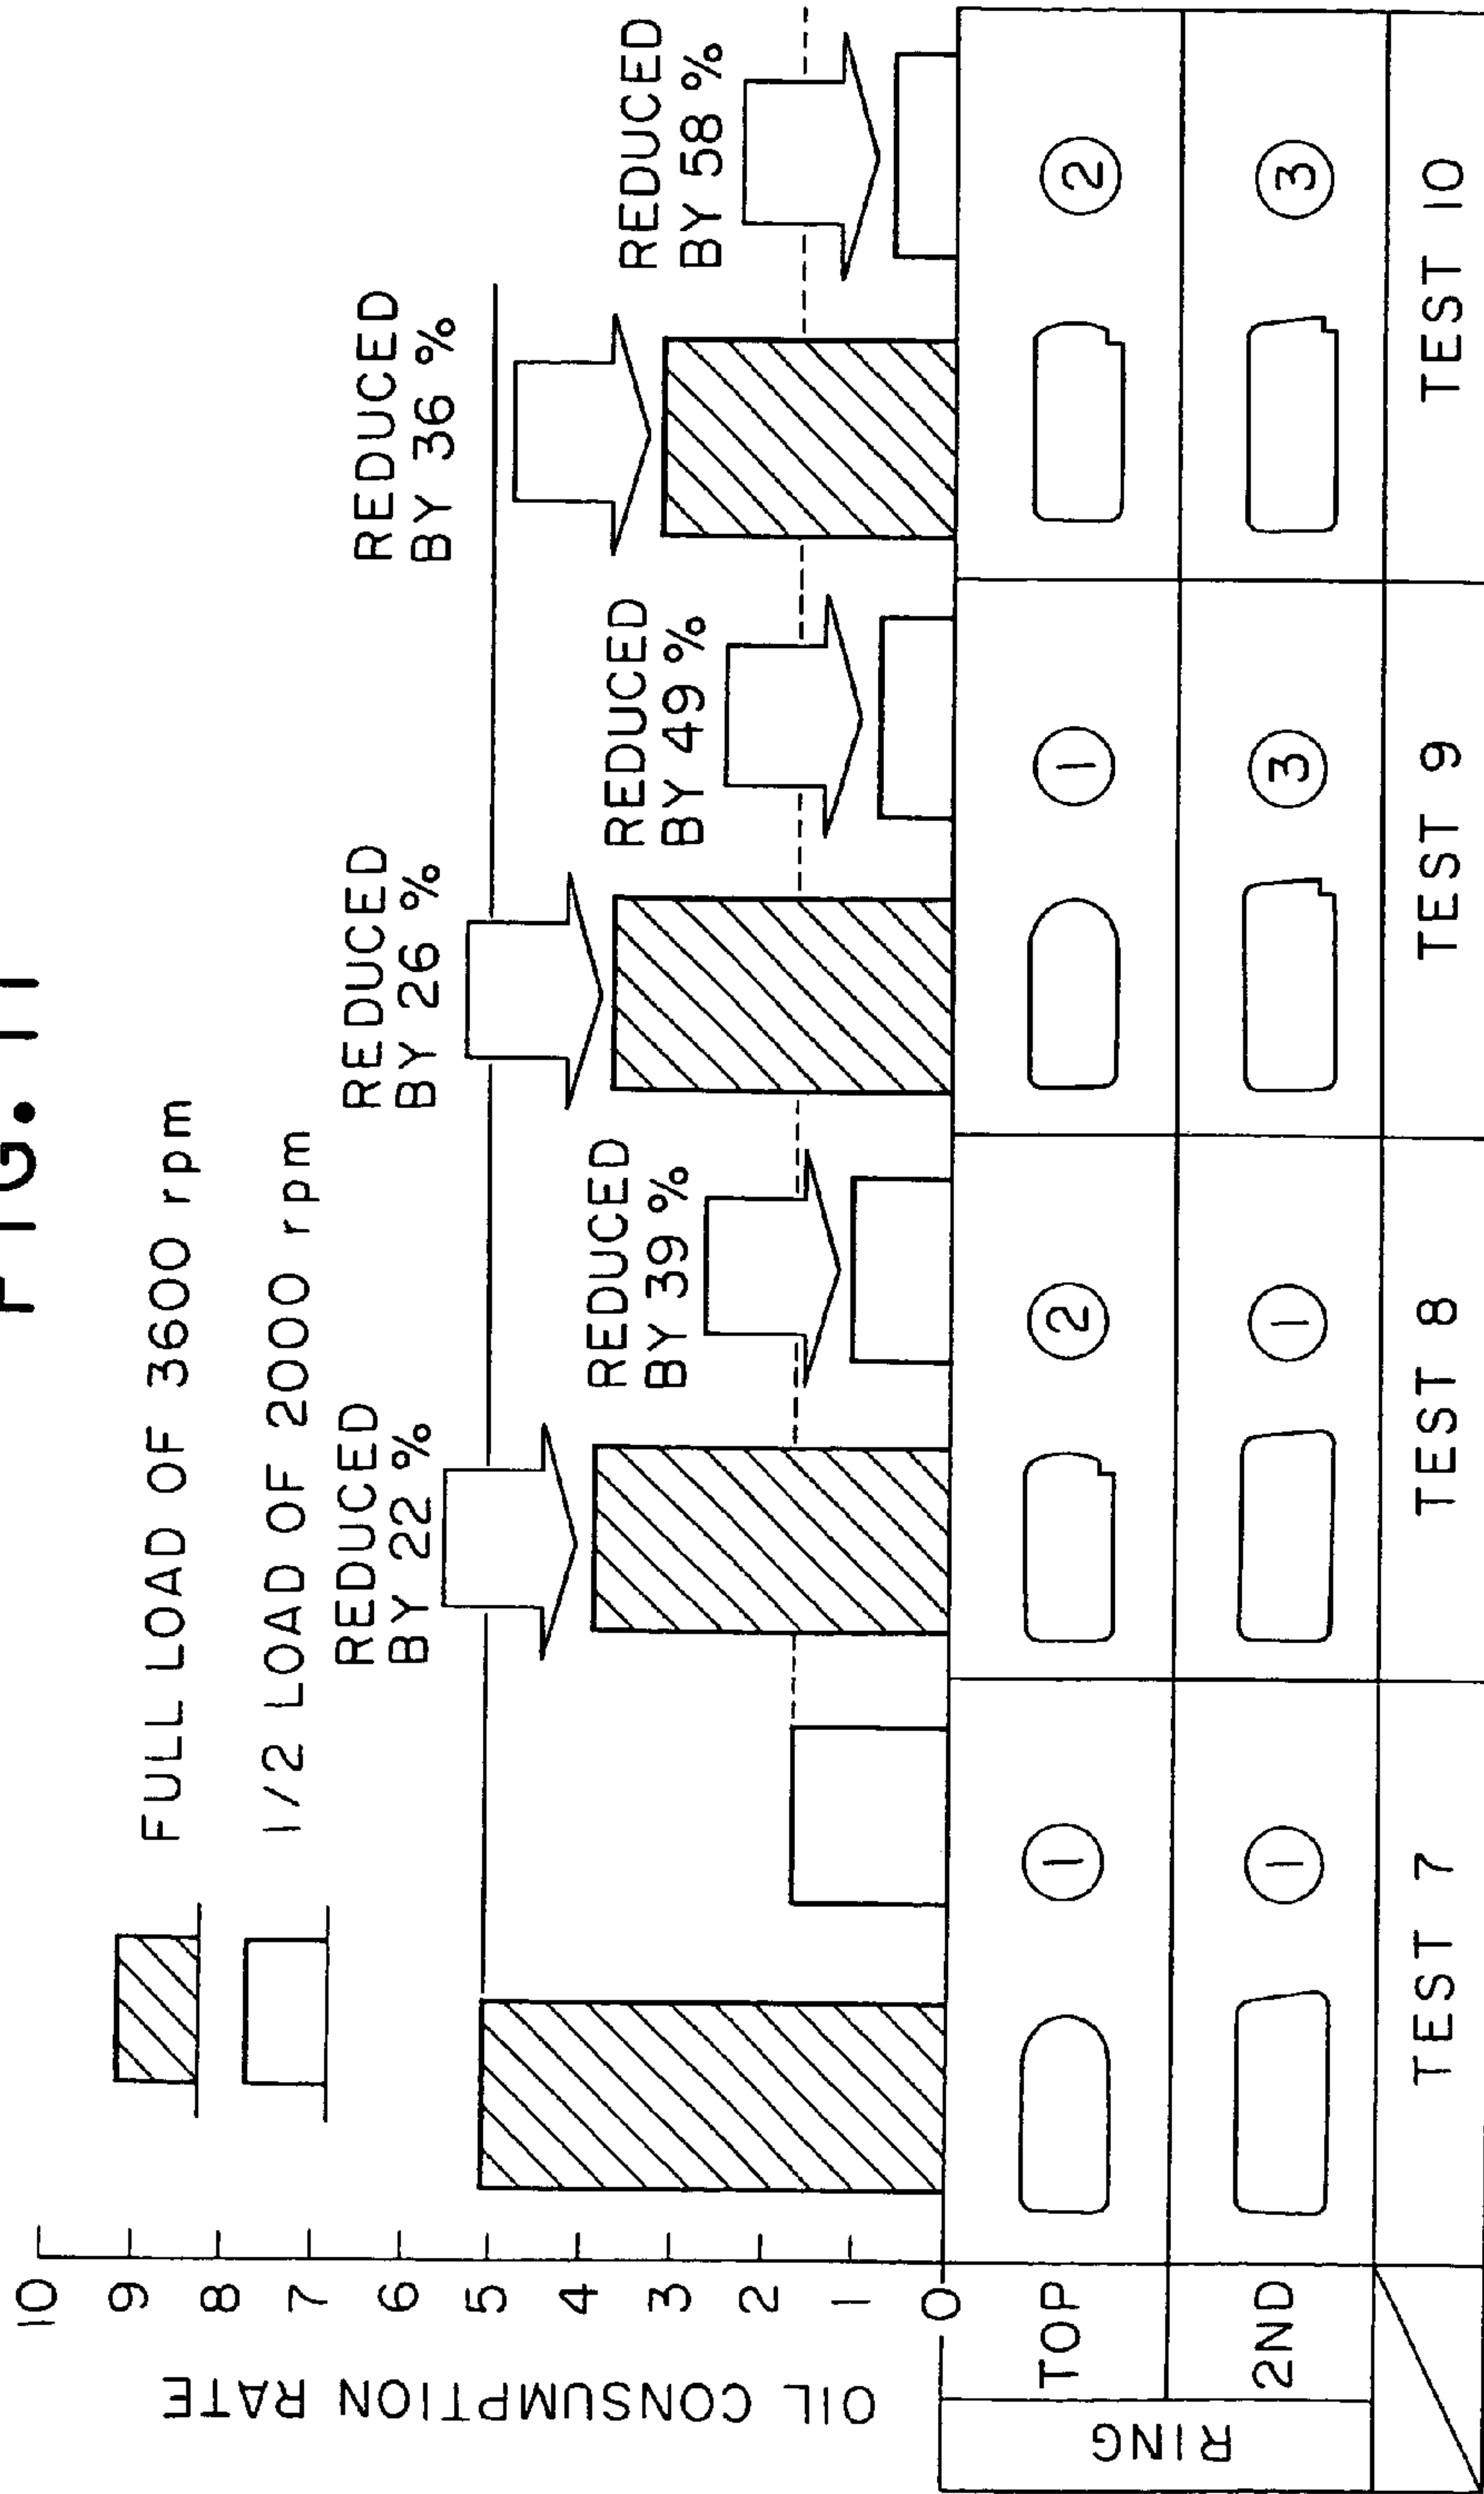 FIG. 11
FULL LOAD OF 3600 rpm
1/2 LOAD OF 2000 rpm
OIL CONSUMPTION RATE
10
9
8
7
6
5
4
3
2
1
0
REDUCED
BY 22 %
REDUCED
BY 39 %
REDUCED
BY 26 %
REDUCED
BY 49 %
REDUCED
BY 36 %
REDUCED
BY 58 %
RING
TOP
①
②
①
②
2ND
①
①
③
③
TEST 7
TEST 8
TEST 9
TEST 10